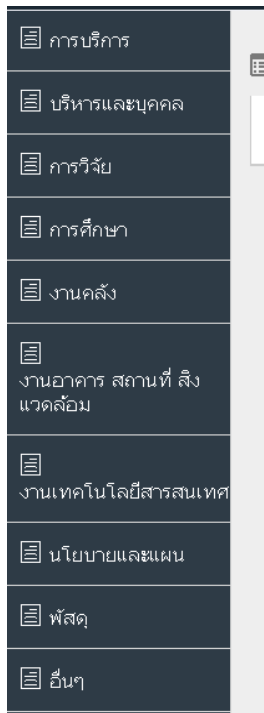 การบริการ
บริหารและบุคคล
การวิจัย
การศึกษา
งานคลัง
งานอาคาร สถานที่ สิ่ง
แวดล้อม
งานเทคโนโลยีสารสนเทศ
นโยบายและแผน
พัสดุ
อื่นๆ